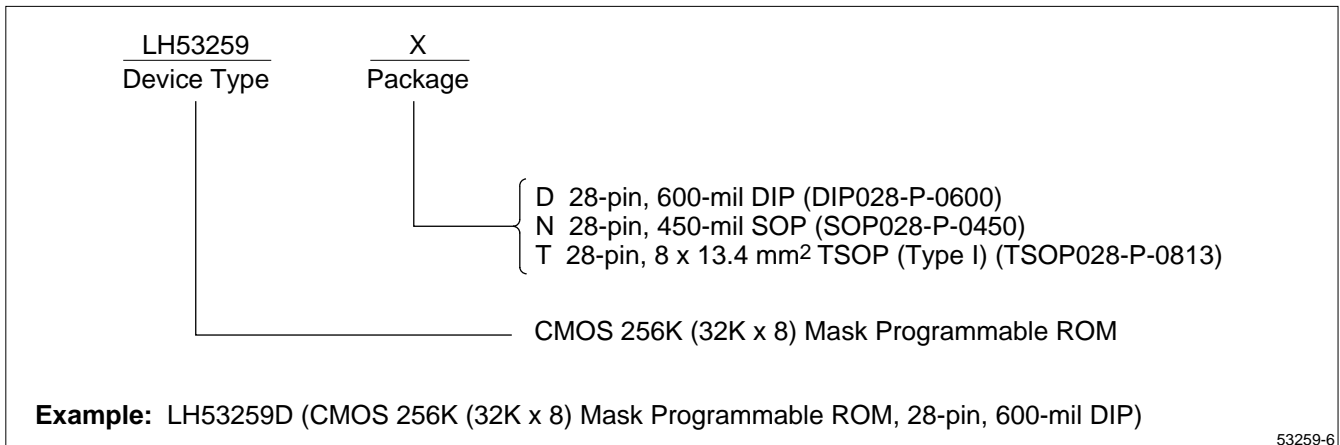 LH53259 X
Device Type Package
D 28-pin, 600-mil DIP (DIP028-P-0600)
N 28-pin, 450-mil SOP (SOP028-P-0450)
T 28-pin, 8 x 13.4 mm² TSOP (Type I) (TSOP028-P-0813)
CMOS 256K (32K x 8) Mask Programmable ROM
Example: LH53259D (CMOS 256K (32K x 8) Mask Programmable ROM, 28-pin, 600-mil DIP)
53259-6